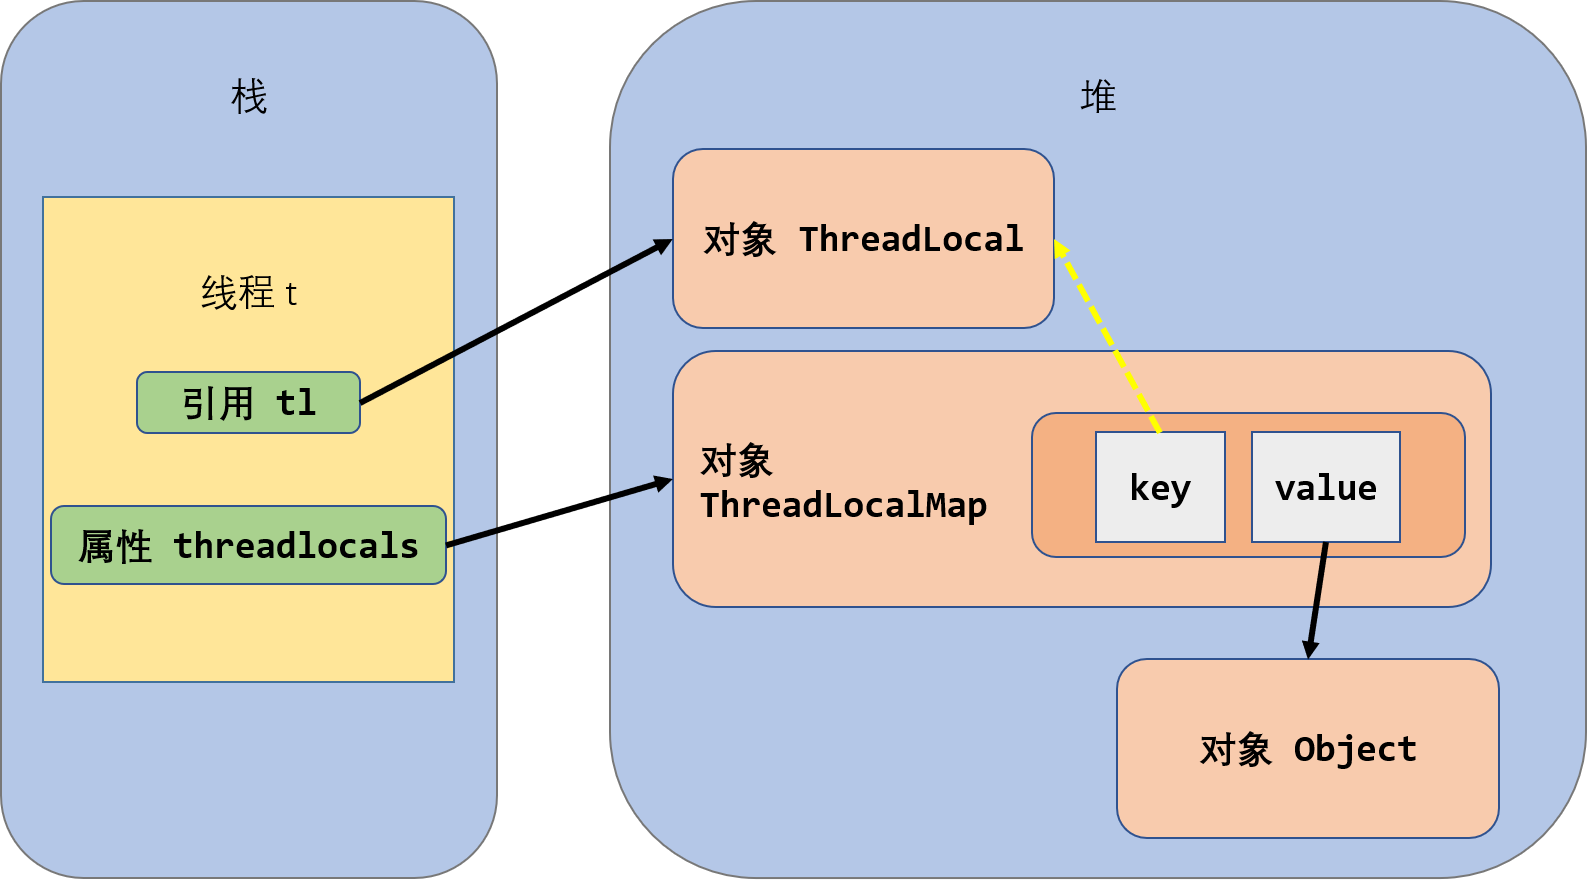 栈
线程 t
引用 tl
属性 threadlocals
堆
对象 ThreadLocal
对象
ThreadLocalMap
key
value
对象 Object